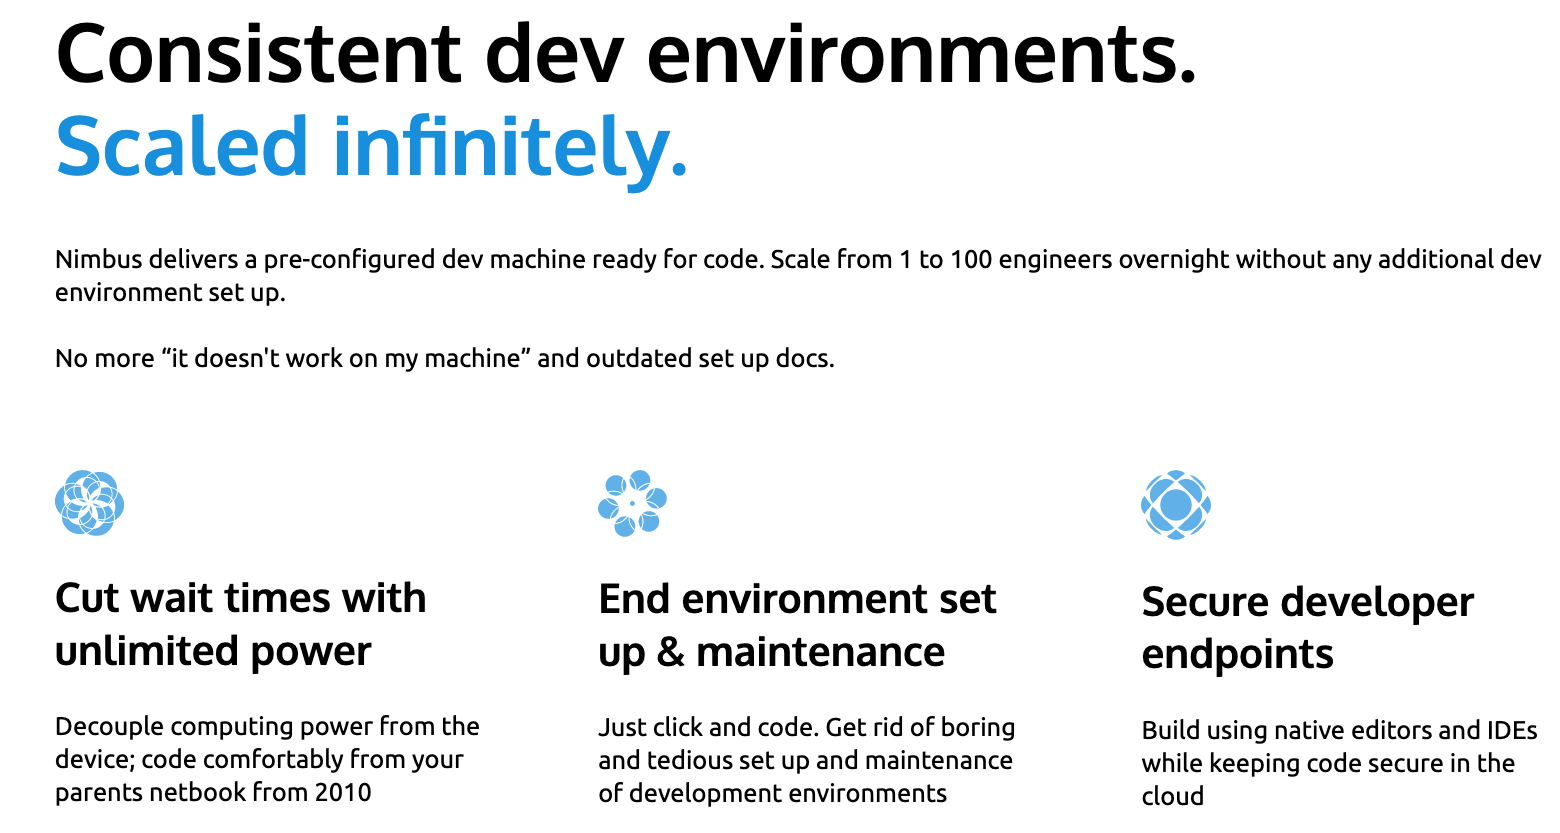 Consistent dev environments.
Scaled infinitely.
Nimbus delivers a pre-configured dev machine ready for code. Scale from 1 to 100 engineers overnight without any additional dev
environment set up.
No more “it doesn't work on my machine” and outdated set up docs.
Cut wait times with
unlimited power
Decouple computing power from the
device; code comfortably from your
parents netbook from 2010
End environment set
up & maintenance
Just click and code. Get rid of boring
and tedious set up and maintenance
of development environments
Secure developer
endpoints
Build using native editors and IDEs
while keeping code secure in the
cloud